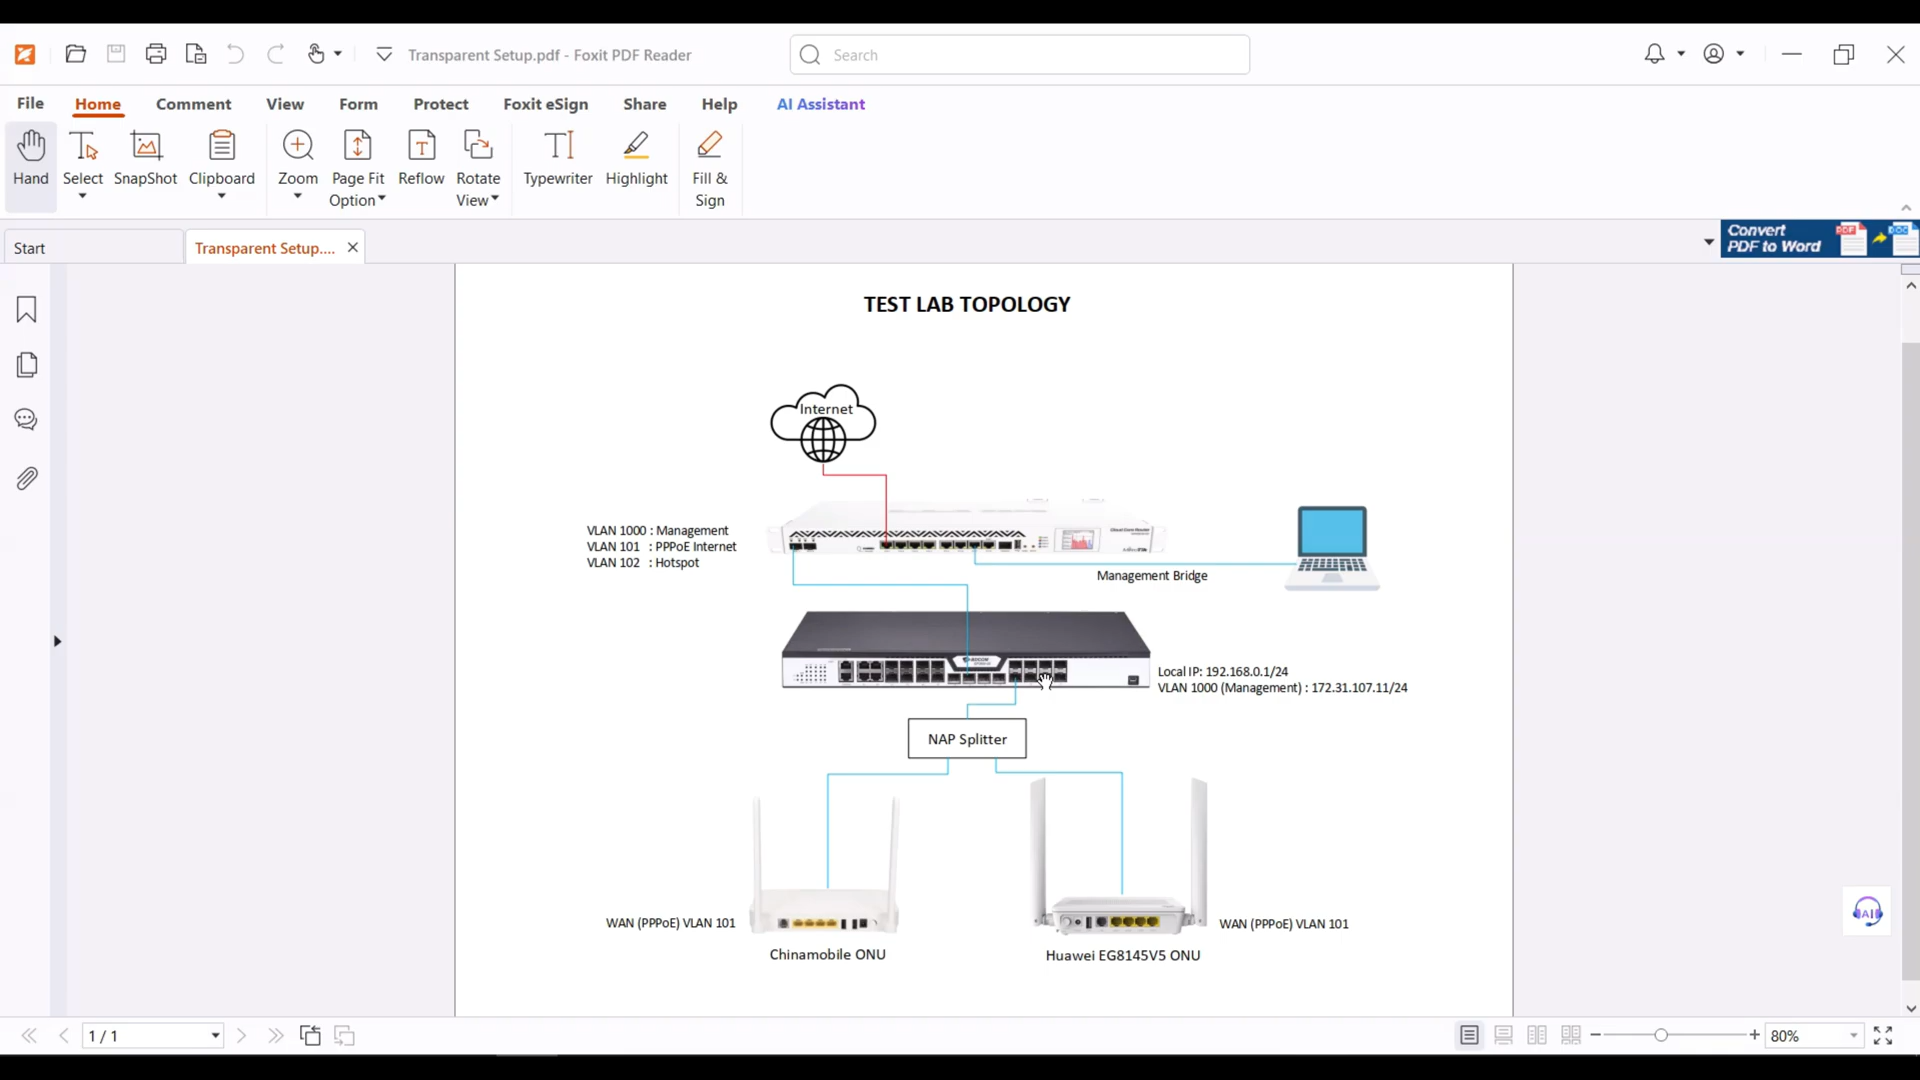 Transparent Setup.pdf - Foxit PDF Reader
Search
File
Home
Comment
View
Form
Protect
Foxit eSign
Share
Help
AI Assistant
Hand
Select
SnapShot
Clipboard
Zoom
Page Fit
Option
Reflow
Rotate
View
Typewriter
Highlight
Fill &
Sign
Start
Transparent Setup....
Convert
PDF to Word
TEST LAB TOPOLOGY
Internet
VLAN 1000 : Management
VLAN 101 : PPPoE Internet
VLAN 102 : Hotspot
Cloud Core Router
Management Bridge
Local IP: 192.168.0.1/24
VLAN 1000 (Management) : 172.31.107.11/24
NAP Splitter
WAN (PPPoE) VLAN 101
WAN (PPPoE) VLAN 101
Chinamobile ONU
Huawei EG8145V5 ONU
AI
1 / 1
80%